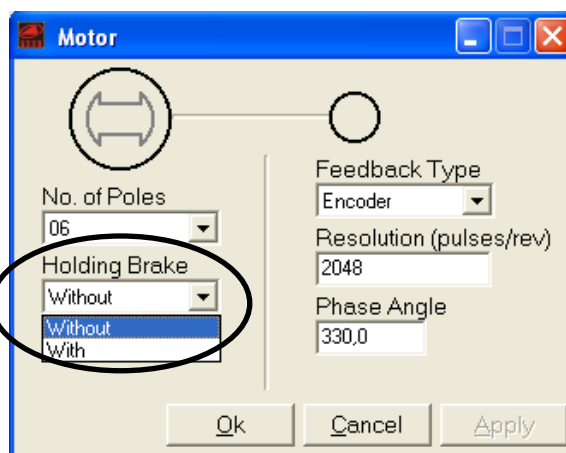 Motor
No. of Poles
06
Holding Brake
Without
Without
With
Feedback Type
Encoder
Resolution (pulses/rev)
2048
Phase Angle
330,0
Ok
Cancel
Apply